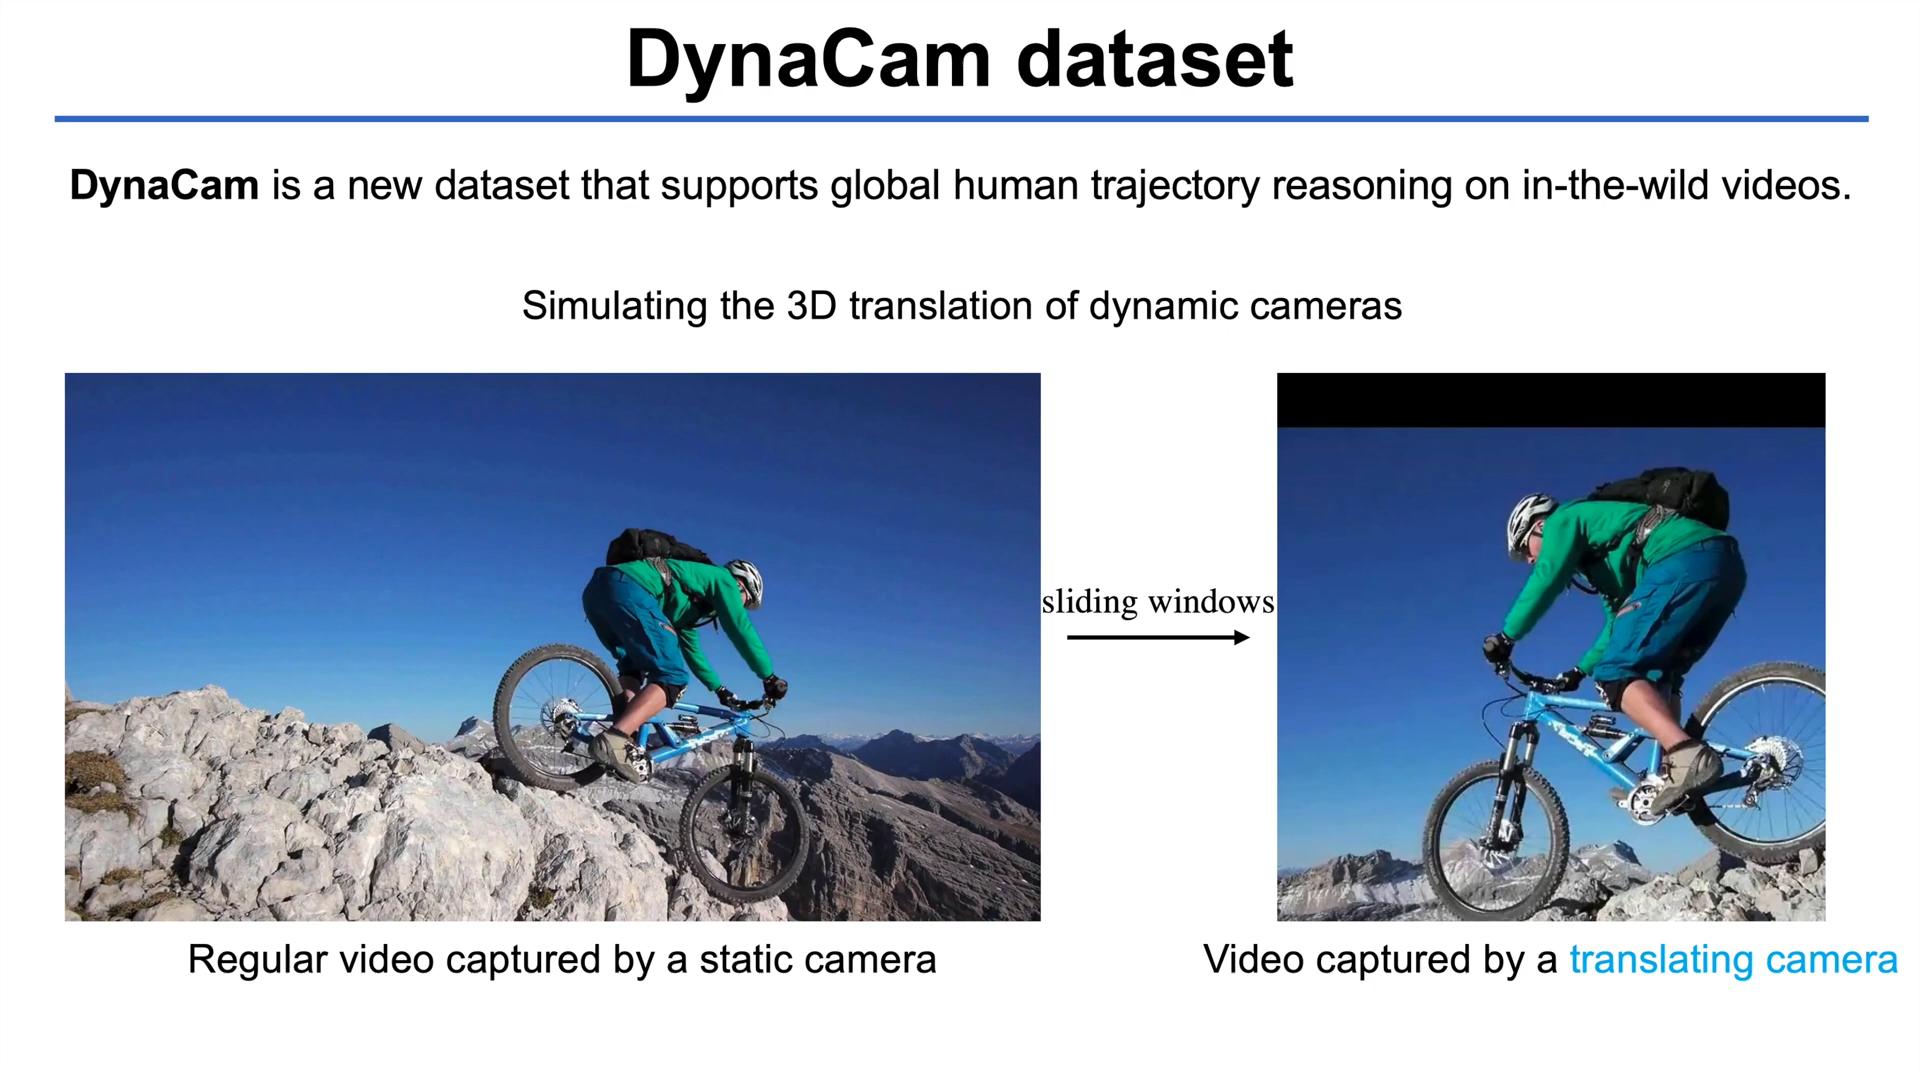 DynaCam dataset
DynaCam is a new dataset that supports global human trajectory reasoning on in-the-wild videos.
Simulating the 3D translation of dynamic cameras
sliding windows
Regular video captured by a static camera
Video captured by a translating camera